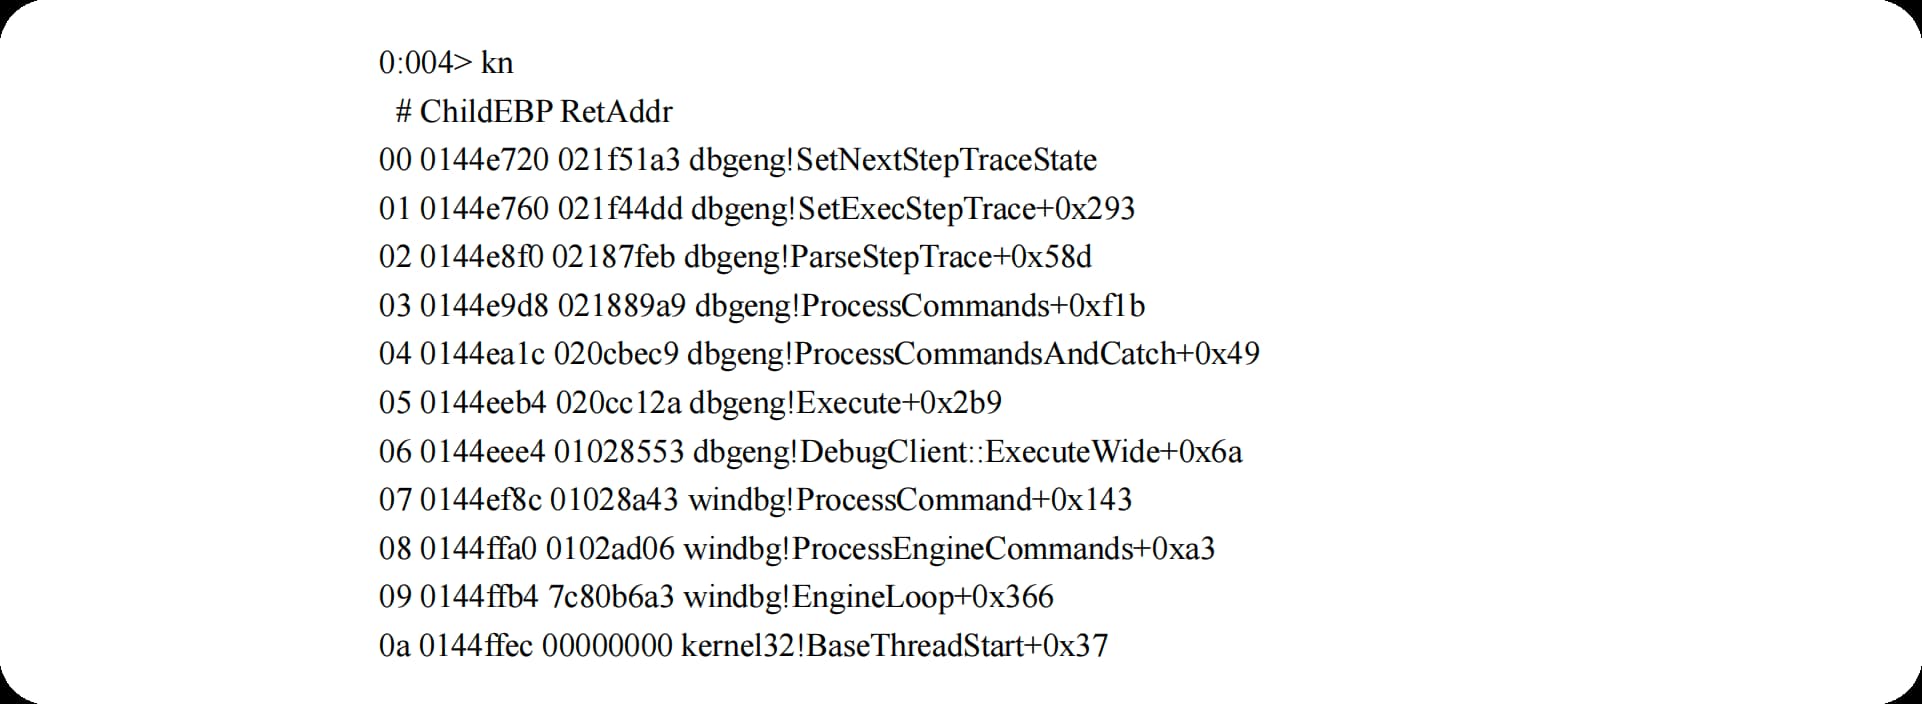 0:004> kn
# ChildEBP RetAddr
00 0144e720 021f51a3 dbgeng!SetNextStepTraceState
01 0144e760 021f44dd dbgeng!SetExecStepTrace+0x293
02 0144e8f0 02187feb dbgeng!ParseStepTrace+0x58d
03 0144e9d8 021889a9 dbgeng!ProcessCommands+0xf1b
04 0144ea1c 020cbec9 dbgeng!ProcessCommandsAndCatch+0x49
05 0144eeb4 020cc12a dbgeng!Execute+0x2b9
06 0144eee4 01028553 dbgeng!DebugClient::ExecuteWide+0x6a
07 0144ef8c 01028a43 windbg!ProcessCommand+0x143
08 0144ffa0 0102ad06 windbg!ProcessEngineCommands+0xa3
09 0144ffb4 7c80b6a3 windbg!EngineLoop+0x366
0a 0144ffec 00000000 kernel32!BaseThreadStart+0x37